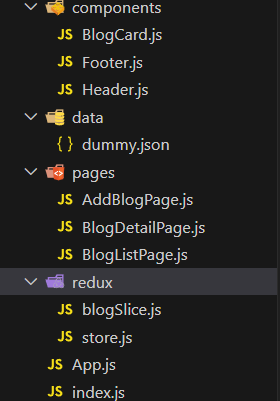 components
JS BlogCard.js
JS Footer.js
JS Header.js
data
{} dummy.json
pages
JS AddBlogPage.js
JS BlogDetailPage.js
JS BlogListPage.js
redux
JS blogSlice.js
JS store.js
JS App.js
JS index.js